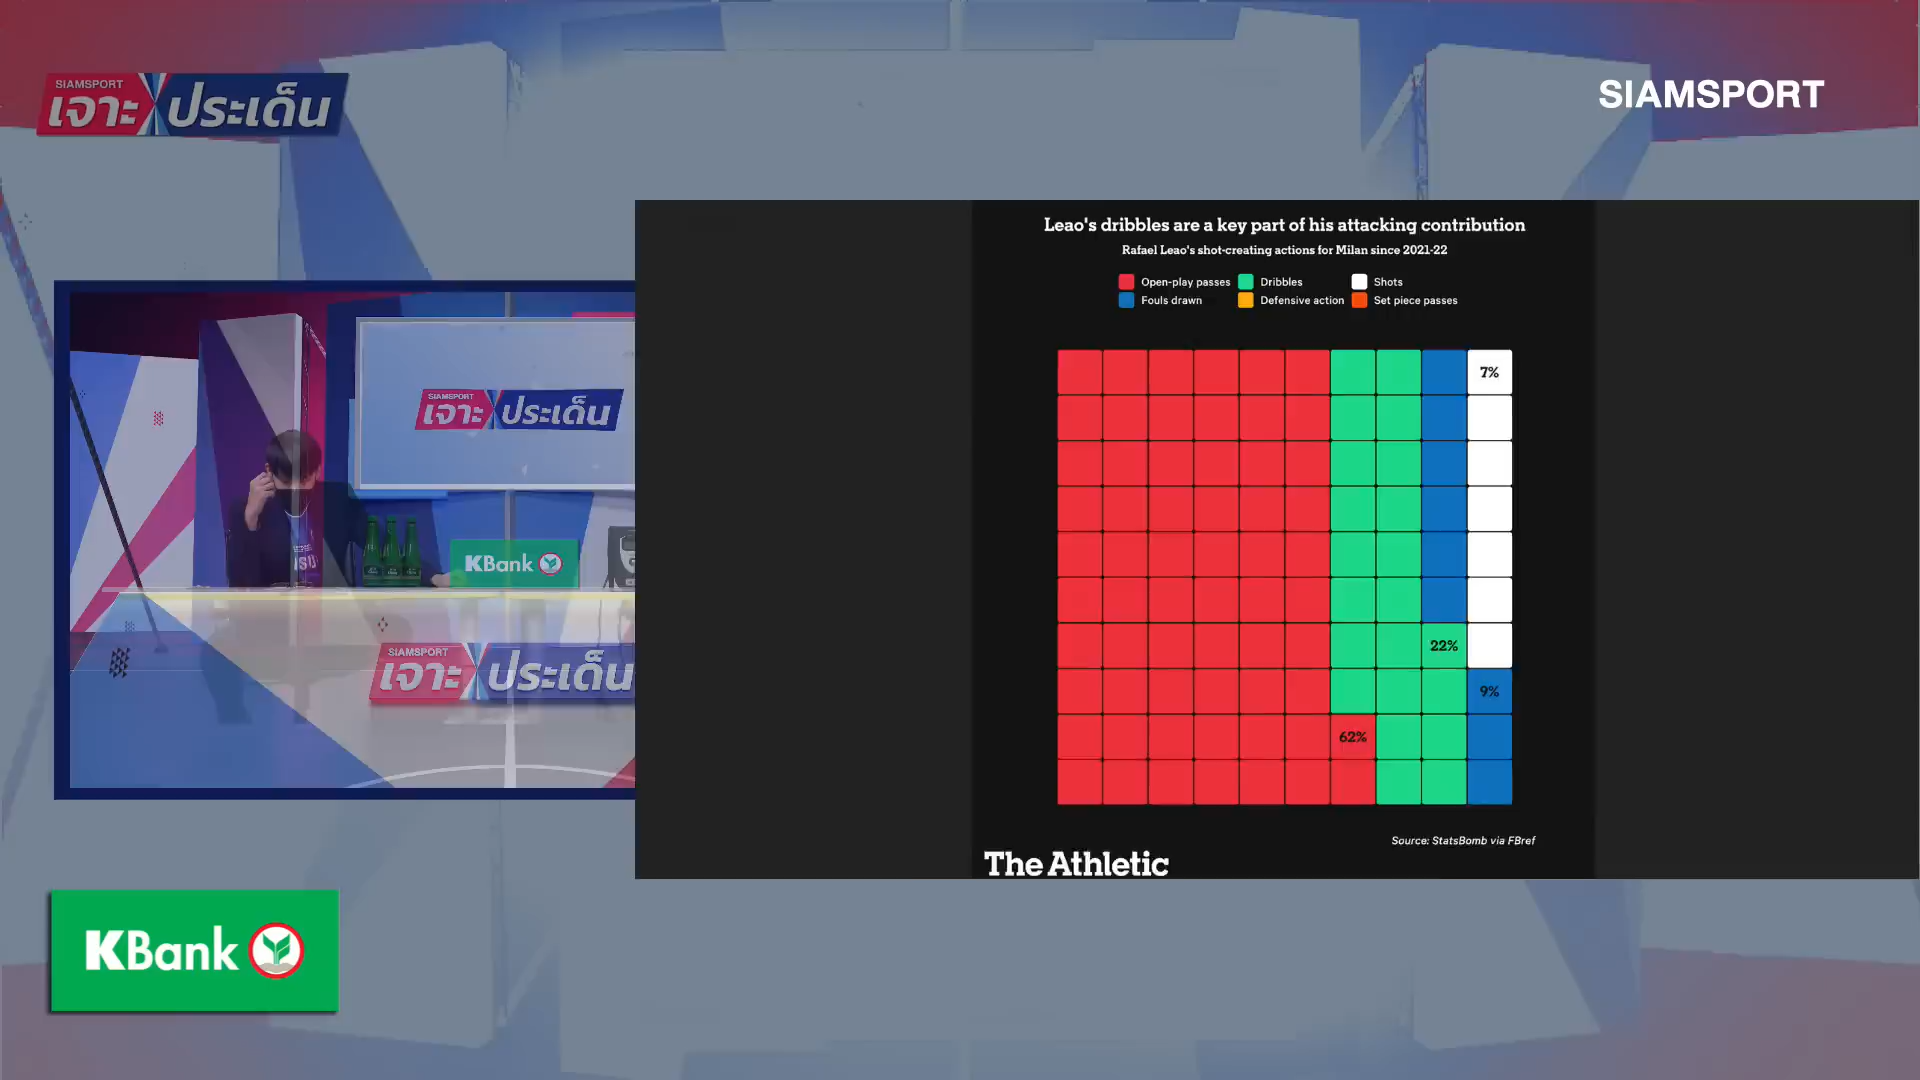 SIAMSPORT
เจาะประเด็น
SIAMSPORT
Leao's dribbles are a key part of his attacking contribution
Rafael Leao's shot-creating actions for Milan since 2021-22
Open-play passes Dribbles Shots
Fouls drawn Defensive action Set piece passes
7%
22%
9%
62%
Source: StatsBomb via FBref
The Athletic
SIAMSPORT
เจาะประเด็น
KBank
SIAMSPORT
เจาะประเด็น
KBank